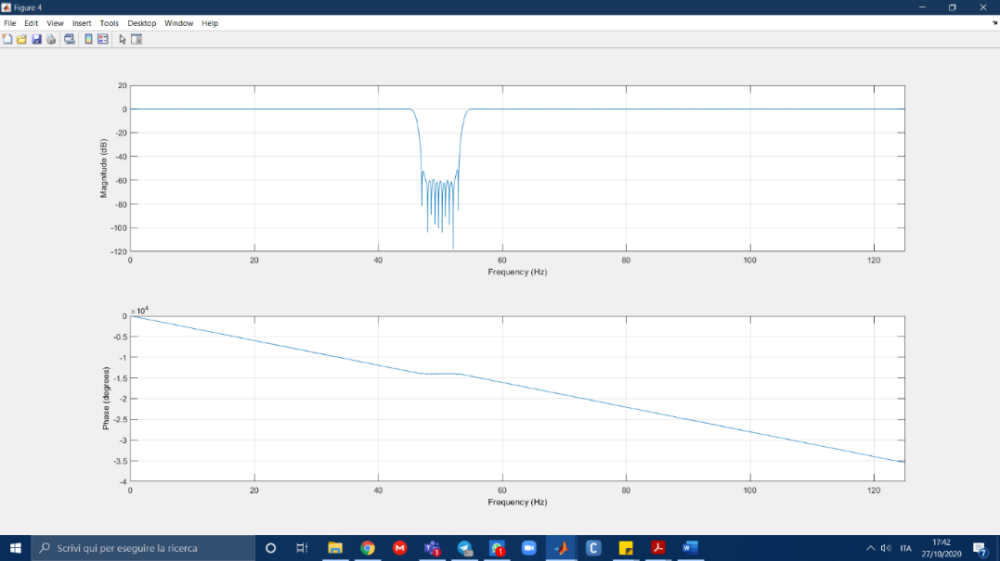 Figure 4
File Edit View Insert Tools Desktop Window Help
20
0
-20
-40
-60
-80
-100
-120
Magnitude (dB)
0 20 40 60 80 100 120
Frequency (Hz)
×10^4
0
-0.5
-1
-1.5
-2
-2.5
-3
-3.5
-4
Phase (degrees)
0 20 40 60 80 100 120
Frequency (Hz)
Scrivi qui per eseguire la ricerca
ITA
17:42
27/10/2020
7